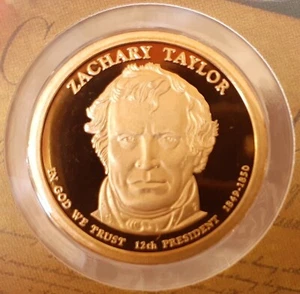 ZACHARY TAYLOR
IN GOD WE TRUST 12th PRESIDENT 1849-1850